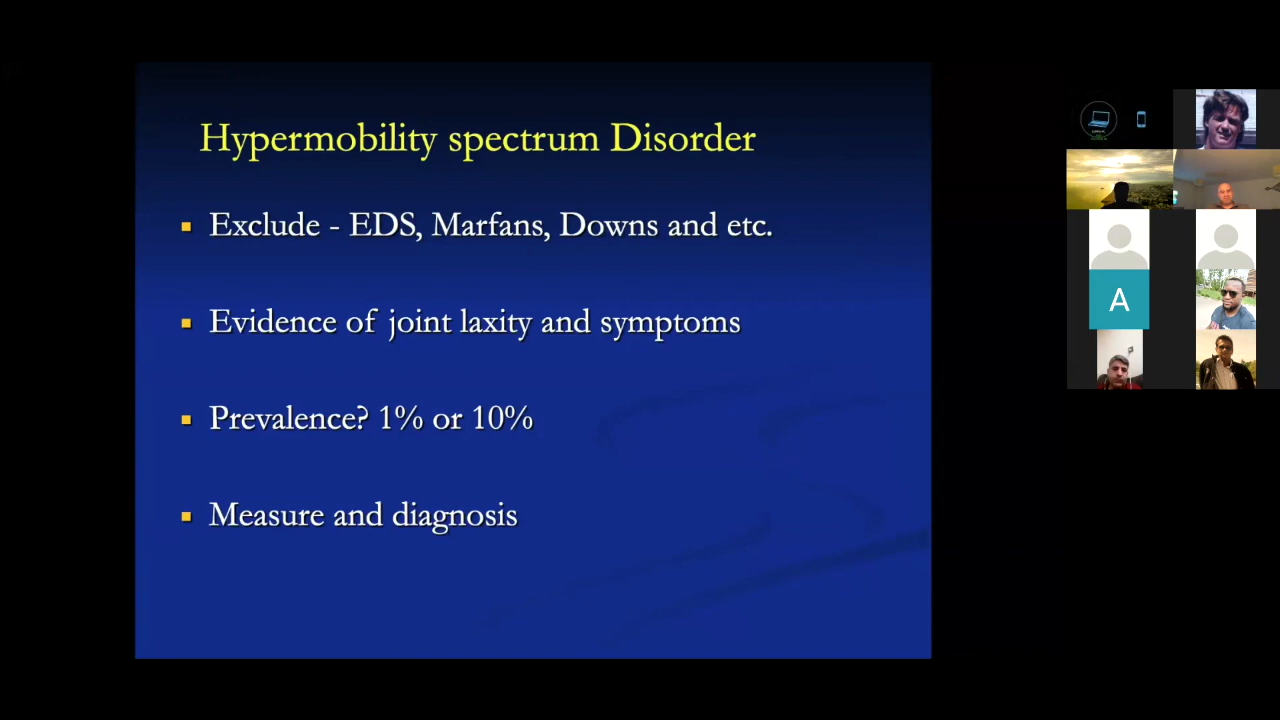 Hypermobility spectrum Disorder
Exclude - EDS, Marfans, Downs and etc.
Evidence of joint laxity and symptoms
Prevalence? 1% or 10%
Measure and diagnosis
A